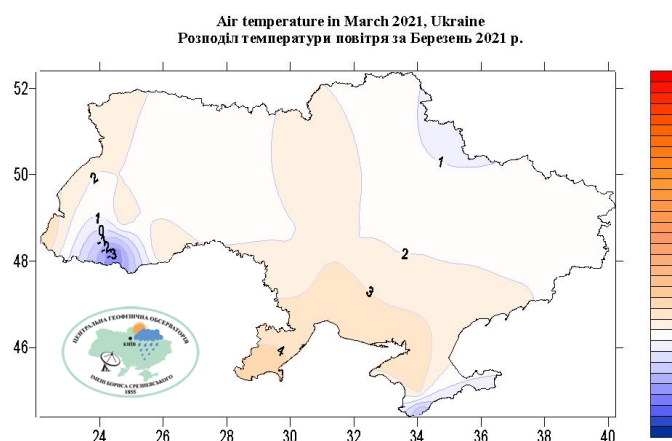 Air temperature in March 2021, Ukraine
Розподіл температури повітря за Березень 2021 р.
52
50
48
46
24 26 28 30 32 34 36 38 40
2
1
0
-1
-2
-3
1
2
3
4
ЦЕНТРАЛЬНА ГЕОФІЗИЧНА ОБСЕРВАТОРІЯ
КИЇВ
ІМЕНІ БОРИСА СРЕЗНЕВСЬКОГО
1855